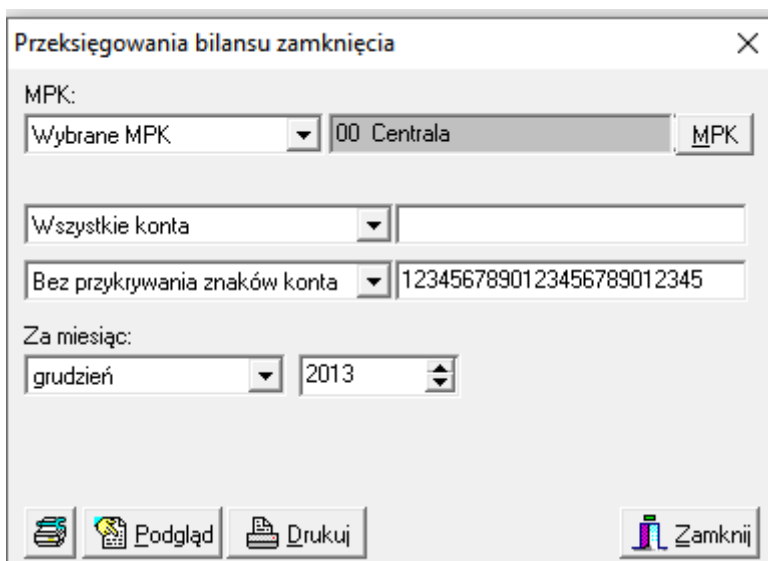 Przeksięgowania bilansu zamknięcia
MPK:
Wybrane MPK 00 Centrala MPK
Wszystkie konta
Bez przykrywania znaków konta 1234567890123456789012345
Za miesiąc:
grudzień 2013
Podgląd Drukuj Zamknij